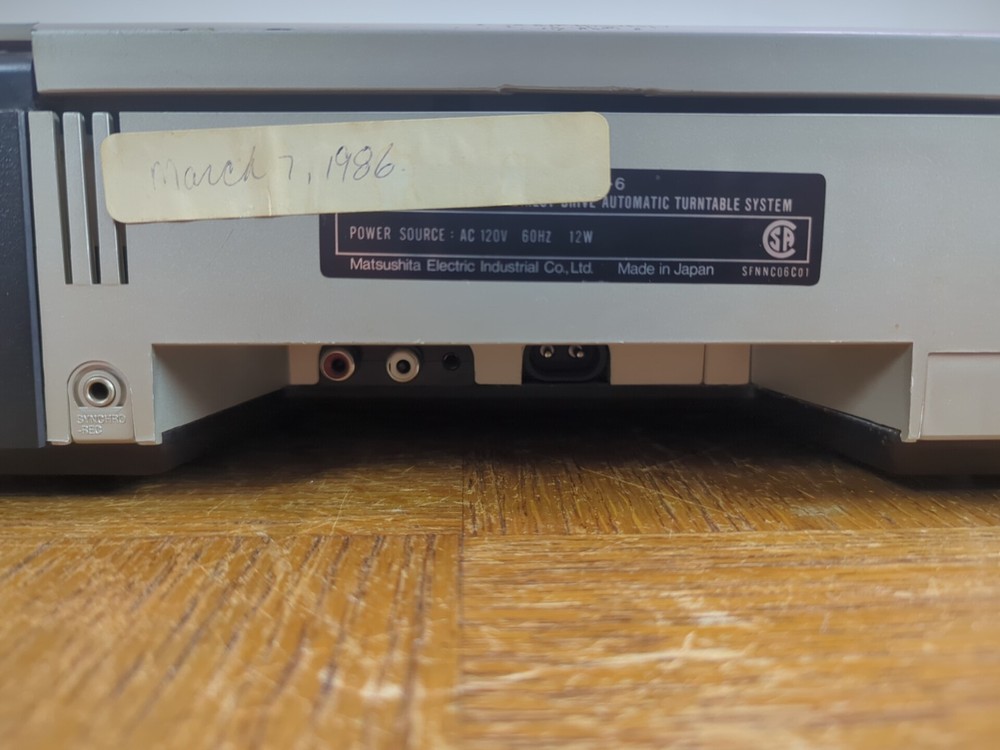 March 7, 1986.
-6
DRIVE AUTOMATIC TURNTABLE SYSTEM
POWER SOURCE : AC 120V 60Hz 12W
Matsushita Electric Industrial Co., Ltd. Made in Japan SFNNC06C01
SYNCHRO
-REC